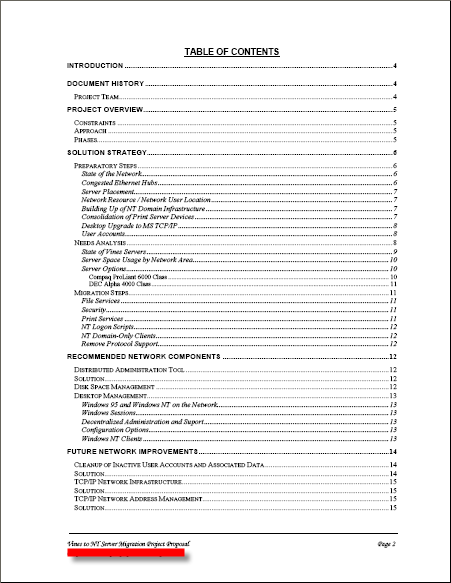 TABLE OF CONTENTS
INTRODUCTION 4
DOCUMENT HISTORY 4
PROJECT TEAM 4
PROJECT OVERVIEW 5
CONSTRAINTS 5
APPROACH 5
PHASES 5
SOLUTION STRATEGY 6
PREPARATORY STEPS 6
State of the Network 6
Congested Ethernet Hubs 6
Server Placement 7
Network Resource / Network User Location 7
Building Up of NT Domain Infrastructure 7
Consolidation of Print Server Devices 7
Desktop Upgrade to MS TCP/IP 8
User Accounts 8
NEEDS ANALYSIS 8
State of Vines Servers 9
Server Space Usage by Network Area 10
Server Options 10
Compaq ProLiant 6000 Class 10
DEC Alpha 4000 Class 11
MIGRATION STEPS 11
File Services 11
Security 11
Print Services 11
NT Logon Scripts 12
NT Domain-Only Clients 12
Remove Protocol Support 12
RECOMMENDED NETWORK COMPONENTS 12
DISTRIBUTED ADMINISTRATION TOOL 12
SOLUTION 12
DISK SPACE MANAGEMENT 12
DESKTOP MANAGEMENT 13
Windows 95 and Windows NT on the Network 13
Windows Sessions 13
Decentralized Administration and Suport 13
Configuration Options 13
Windows NT Clients 13
FUTURE NETWORK IMPROVEMENTS 14
CLEANUP OF INACTIVE USER ACCOUNTS AND ASSOCIATED DATA 14
SOLUTION 14
TCP/IP NETWORK INFRASTRUCTURE 15
SOLUTION 15
TCP/IP NETWORK ADDRESS MANAGEMENT 15
SOLUTION 15
Vines to NT Server Migration Project Proposal Page 2